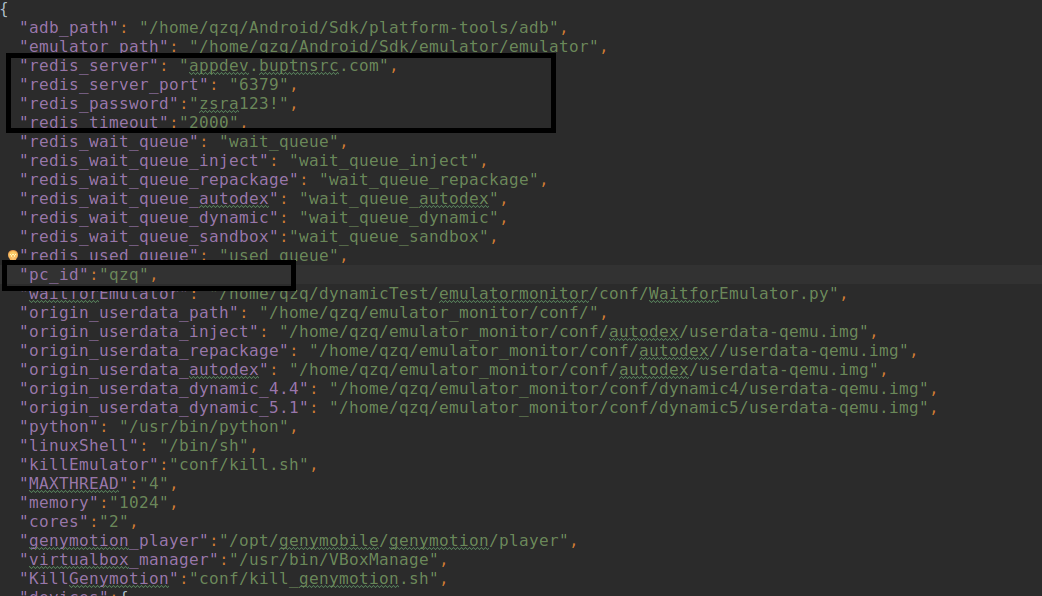 {
"adb_path": "/home/qzq/Android/Sdk/platform-tools/adb",
"emulator_path": "/home/qzq/Android/Sdk/emulator/emulator",
"redis_server": "appdev.buptnsrc.com",
"redis_server_port": "6379",
"redis_password":"zsra123!",
"redis_timeout":"2000",
"redis_wait_queue": "wait_queue",
"redis_wait_queue_inject": "wait_queue_inject",
"redis_wait_queue_repackage": "wait_queue_repackage",
"redis_wait_queue_autodex": "wait_queue_autodex",
"redis_wait_queue_dynamic": "wait_queue_dynamic",
"redis_wait_queue_sandbox":"wait_queue_sandbox",
"redis_used_queue": "used_queue",
"pc_id":"qzq",
"waitforEmulator": "/home/qzq/dynamicTest/emulatormonitor/conf/WaitforEmulator.py",
"origin_userdata_path": "/home/qzq/emulator_monitor/conf/",
"origin_userdata_inject": "/home/qzq/emulator_monitor/conf/autodex/userdata-qemu.img",
"origin_userdata_repackage": "/home/qzq/emulator_monitor/conf/autodex//userdata-qemu.img",
"origin_userdata_autodex": "/home/qzq/emulator_monitor/conf/autodex/userdata-qemu.img",
"origin_userdata_dynamic_4.4": "/home/qzq/emulator_monitor/conf/dynamic4/userdata-qemu.img",
"origin_userdata_dynamic_5.1": "/home/qzq/emulator_monitor/conf/dynamic5/userdata-qemu.img",
"python": "/usr/bin/python",
"linuxShell": "/bin/sh",
"killEmulator":"conf/kill.sh",
"MAXTHREAD":"4",
"memory":"1024",
"cores":"2",
"genymotion_player":"/opt/genymobile/genymotion/player",
"virtualbox_manager":"/usr/bin/VBoxManage",
"KillGenymotion":"conf/kill_genymotion.sh",
"devices":{